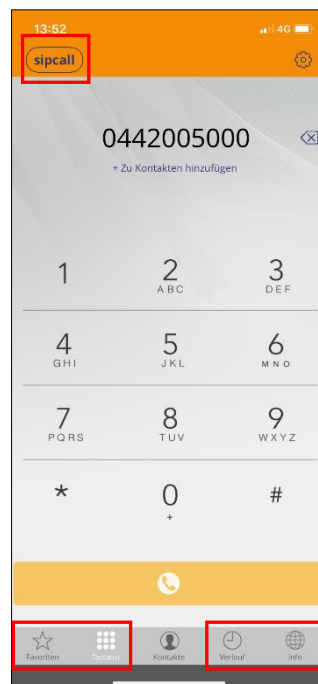 13:52 4G
sipcall
0442005000
+ Zu Kontakten hinzufügen
1 2 3
ABC DEF
4 5 6
GHI JKL MNO
7 8 9
PQRS TUV WXYZ
* 0 #
+
Favoriten Tastatur Kontakte Verlauf Info